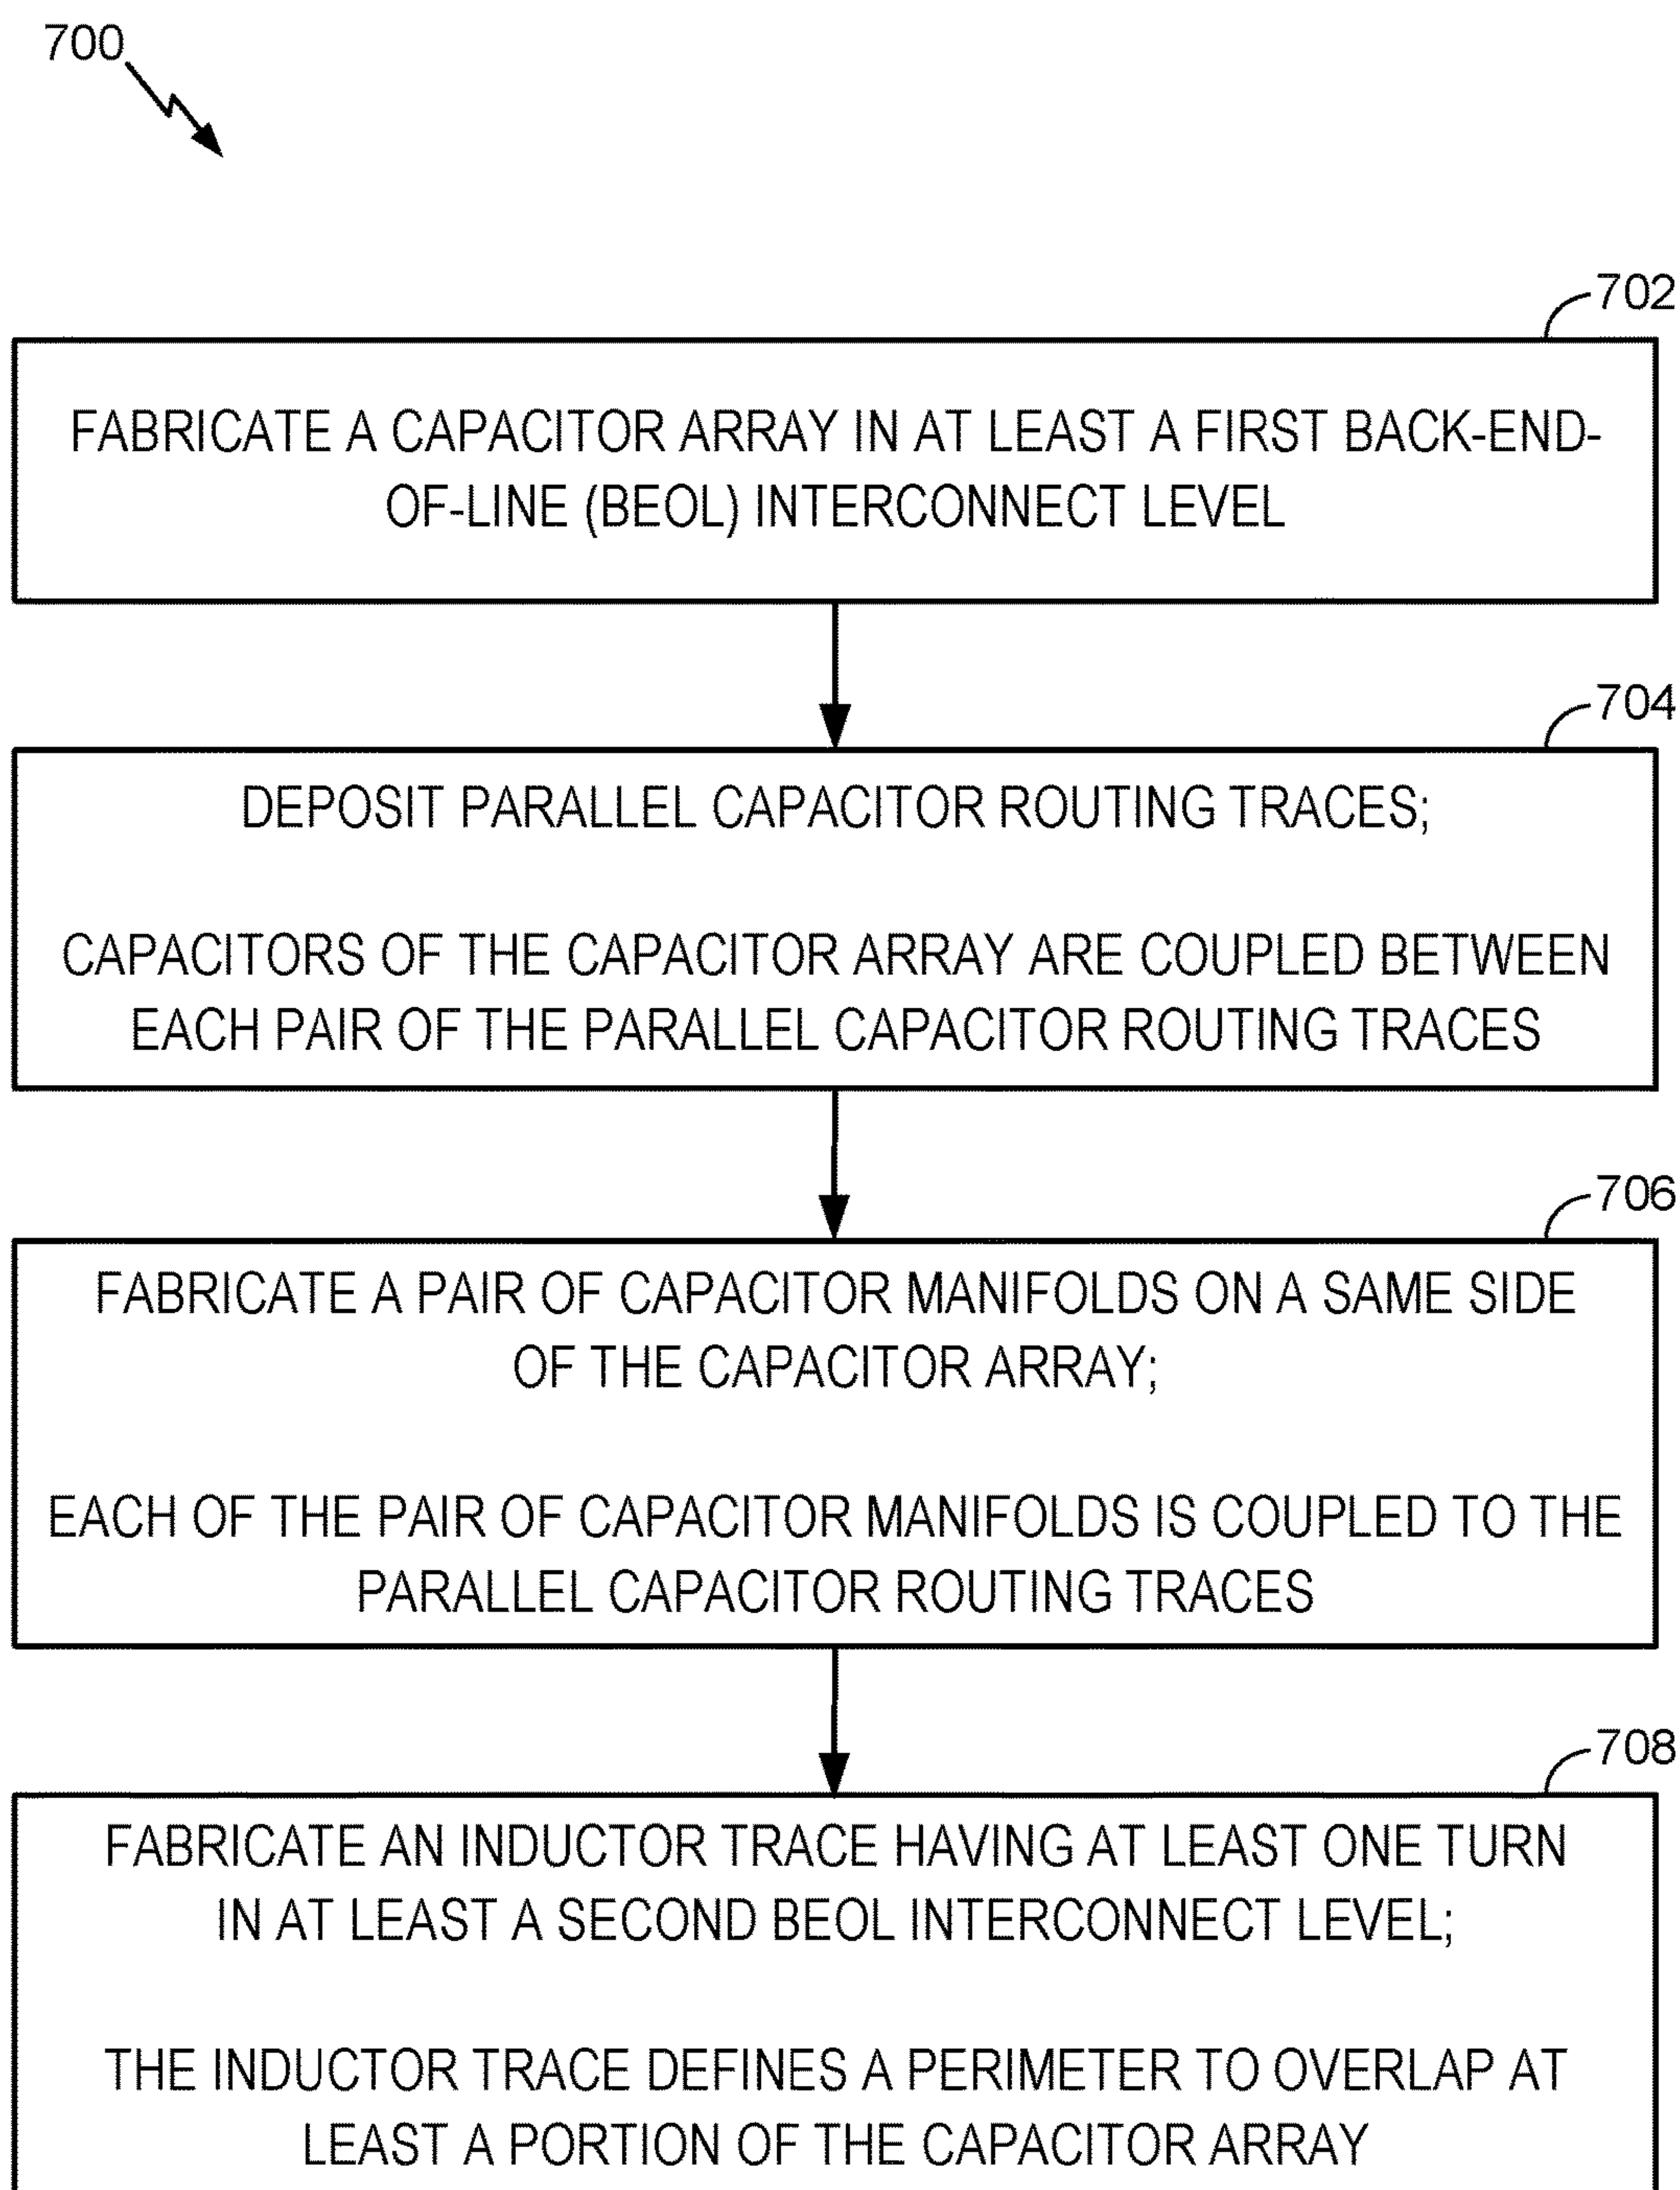 700
702
FABRICATE A CAPACITOR ARRAY IN AT LEAST A FIRST BACK-END-
OF-LINE (BEOL) INTERCONNECT LEVEL
704
DEPOSIT PARALLEL CAPACITOR ROUTING TRACES;
CAPACITORS OF THE CAPACITOR ARRAY ARE COUPLED BETWEEN
EACH PAIR OF THE PARALLEL CAPACITOR ROUTING TRACES
706
FABRICATE A PAIR OF CAPACITOR MANIFOLDS ON A SAME SIDE
OF THE CAPACITOR ARRAY;
EACH OF THE PAIR OF CAPACITOR MANIFOLDS IS COUPLED TO THE
PARALLEL CAPACITOR ROUTING TRACES
708
FABRICATE AN INDUCTOR TRACE HAVING AT LEAST ONE TURN
IN AT LEAST A SECOND BEOL INTERCONNECT LEVEL;
THE INDUCTOR TRACE DEFINES A PERIMETER TO OVERLAP AT
LEAST A PORTION OF THE CAPACITOR ARRAY